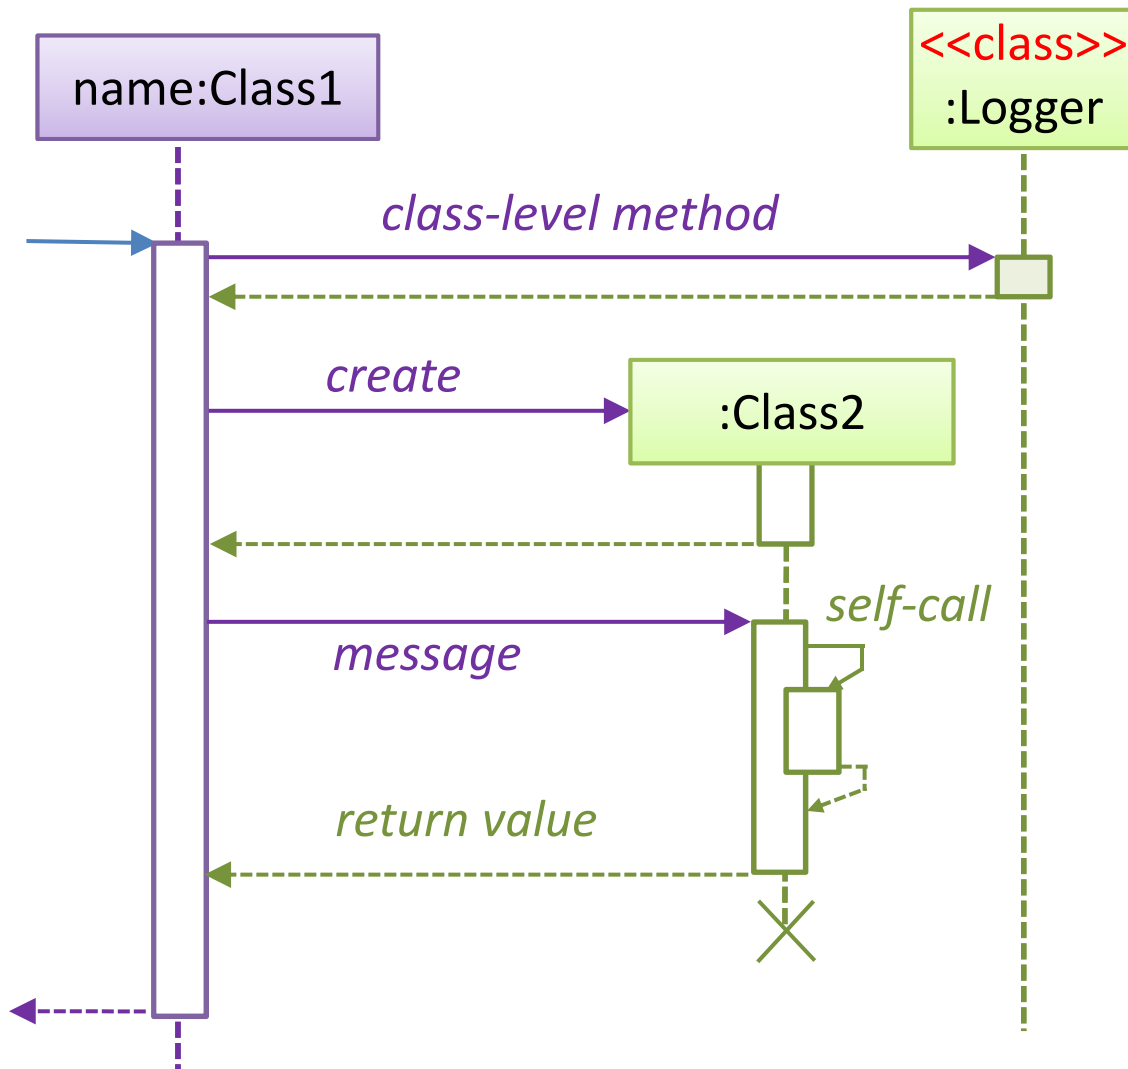 name:Class1
<<class>>
:Logger
class-level method
create
:Class2
self-call
message
return value